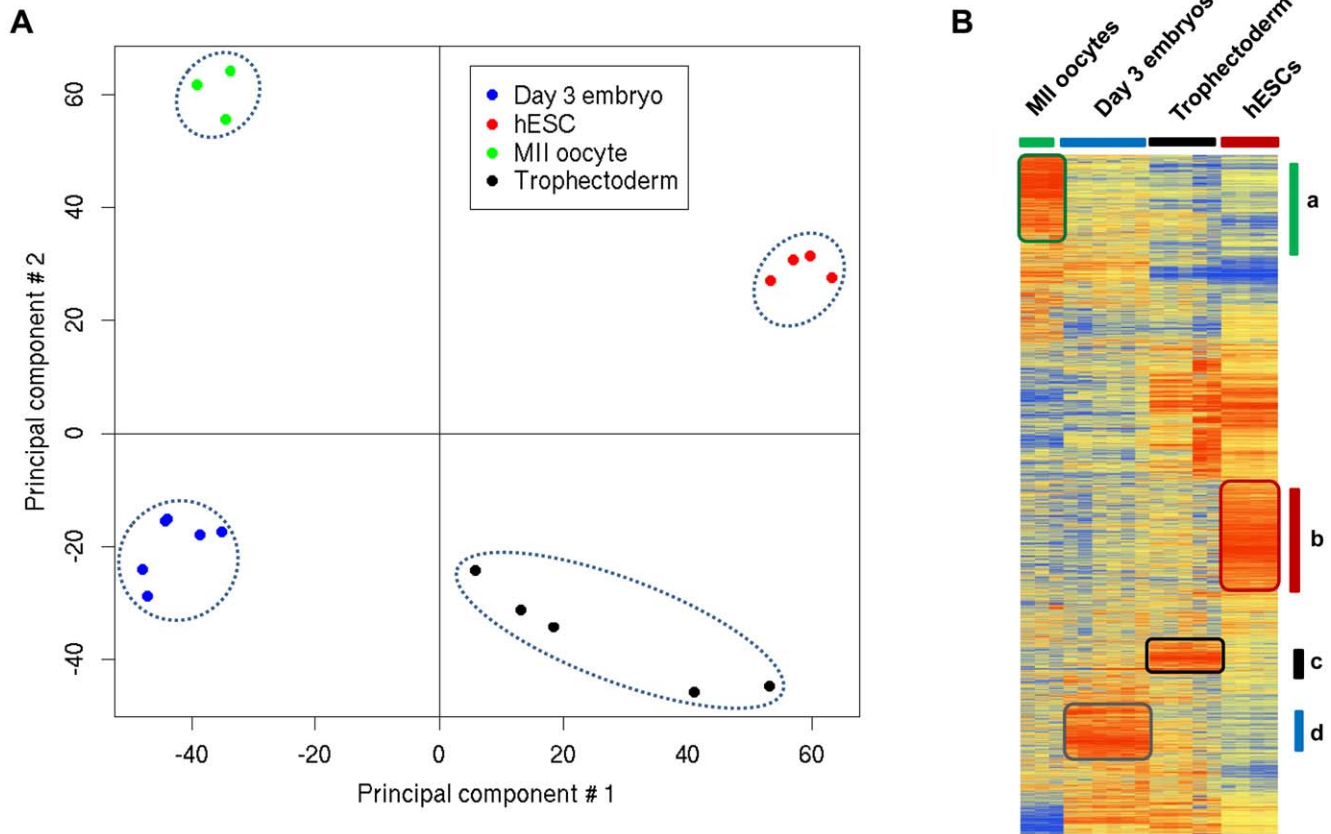 A
Principal component # 2
60
40
20
0
-20
-40
-40
-20
0
20
40
60
Principal component # 1
Day 3 embryo
hESC
MII oocyte
Trophectoderm
B
MII oocytes
Day 3 embryos
Trophectoderm
hESCs
a
b
c
d